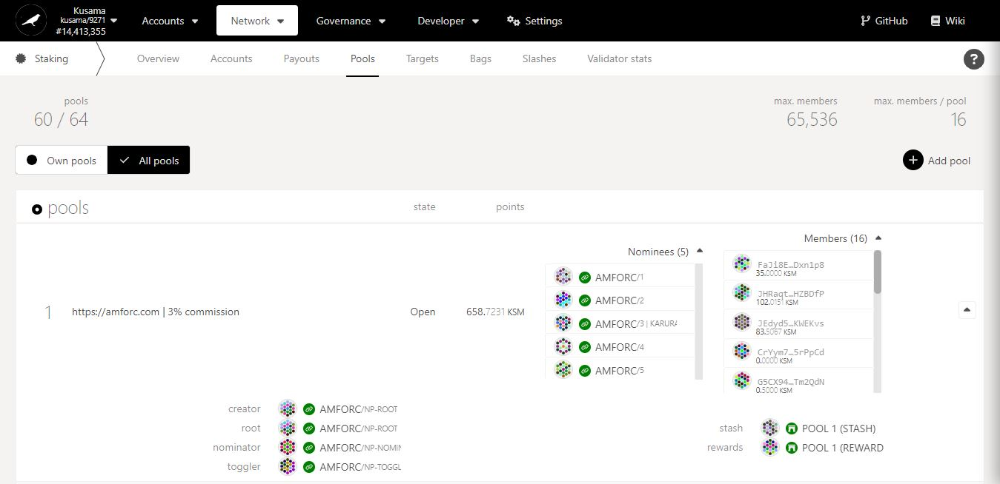 Kusama
kusama/9271
#14,413,355
Accounts
Network
Governance
Developer
Settings
GitHub
Wiki
Staking
Overview
Accounts
Payouts
Pools
Targets
Bags
Slashes
Validator stats
?
pools
60 / 64
max. members
65,536
max. members / pool
16
Own pools
All pools
Add pool
pools
state
points
1
https://amforc.com | 3% commission
Open
658.7231 KSM
Nominees (5)
AMFORC/1
AMFORC/2
AMFORC/3 | KARURA
AMFORC/4
AMFORC/5
Members (16)
FaJi8E…Dxn1p8
35.0000 KSM
JHRaqt…HZBDfP
102.0151 KSM
JEdyd5…KWEKvs
83.5067 KSM
CrYym7…5rPpCd
0.0000 KSM
G5CX94…Tm2QdN
0.5000 KSM
creator
AMFORC/NP-ROOT
root
AMFORC/NP-ROOT
nominator
AMFORC/NP-NOMIN
toggler
AMFORC/NP-TOGGL
stash
POOL 1 (STASH)
rewards
POOL 1 (REWARD